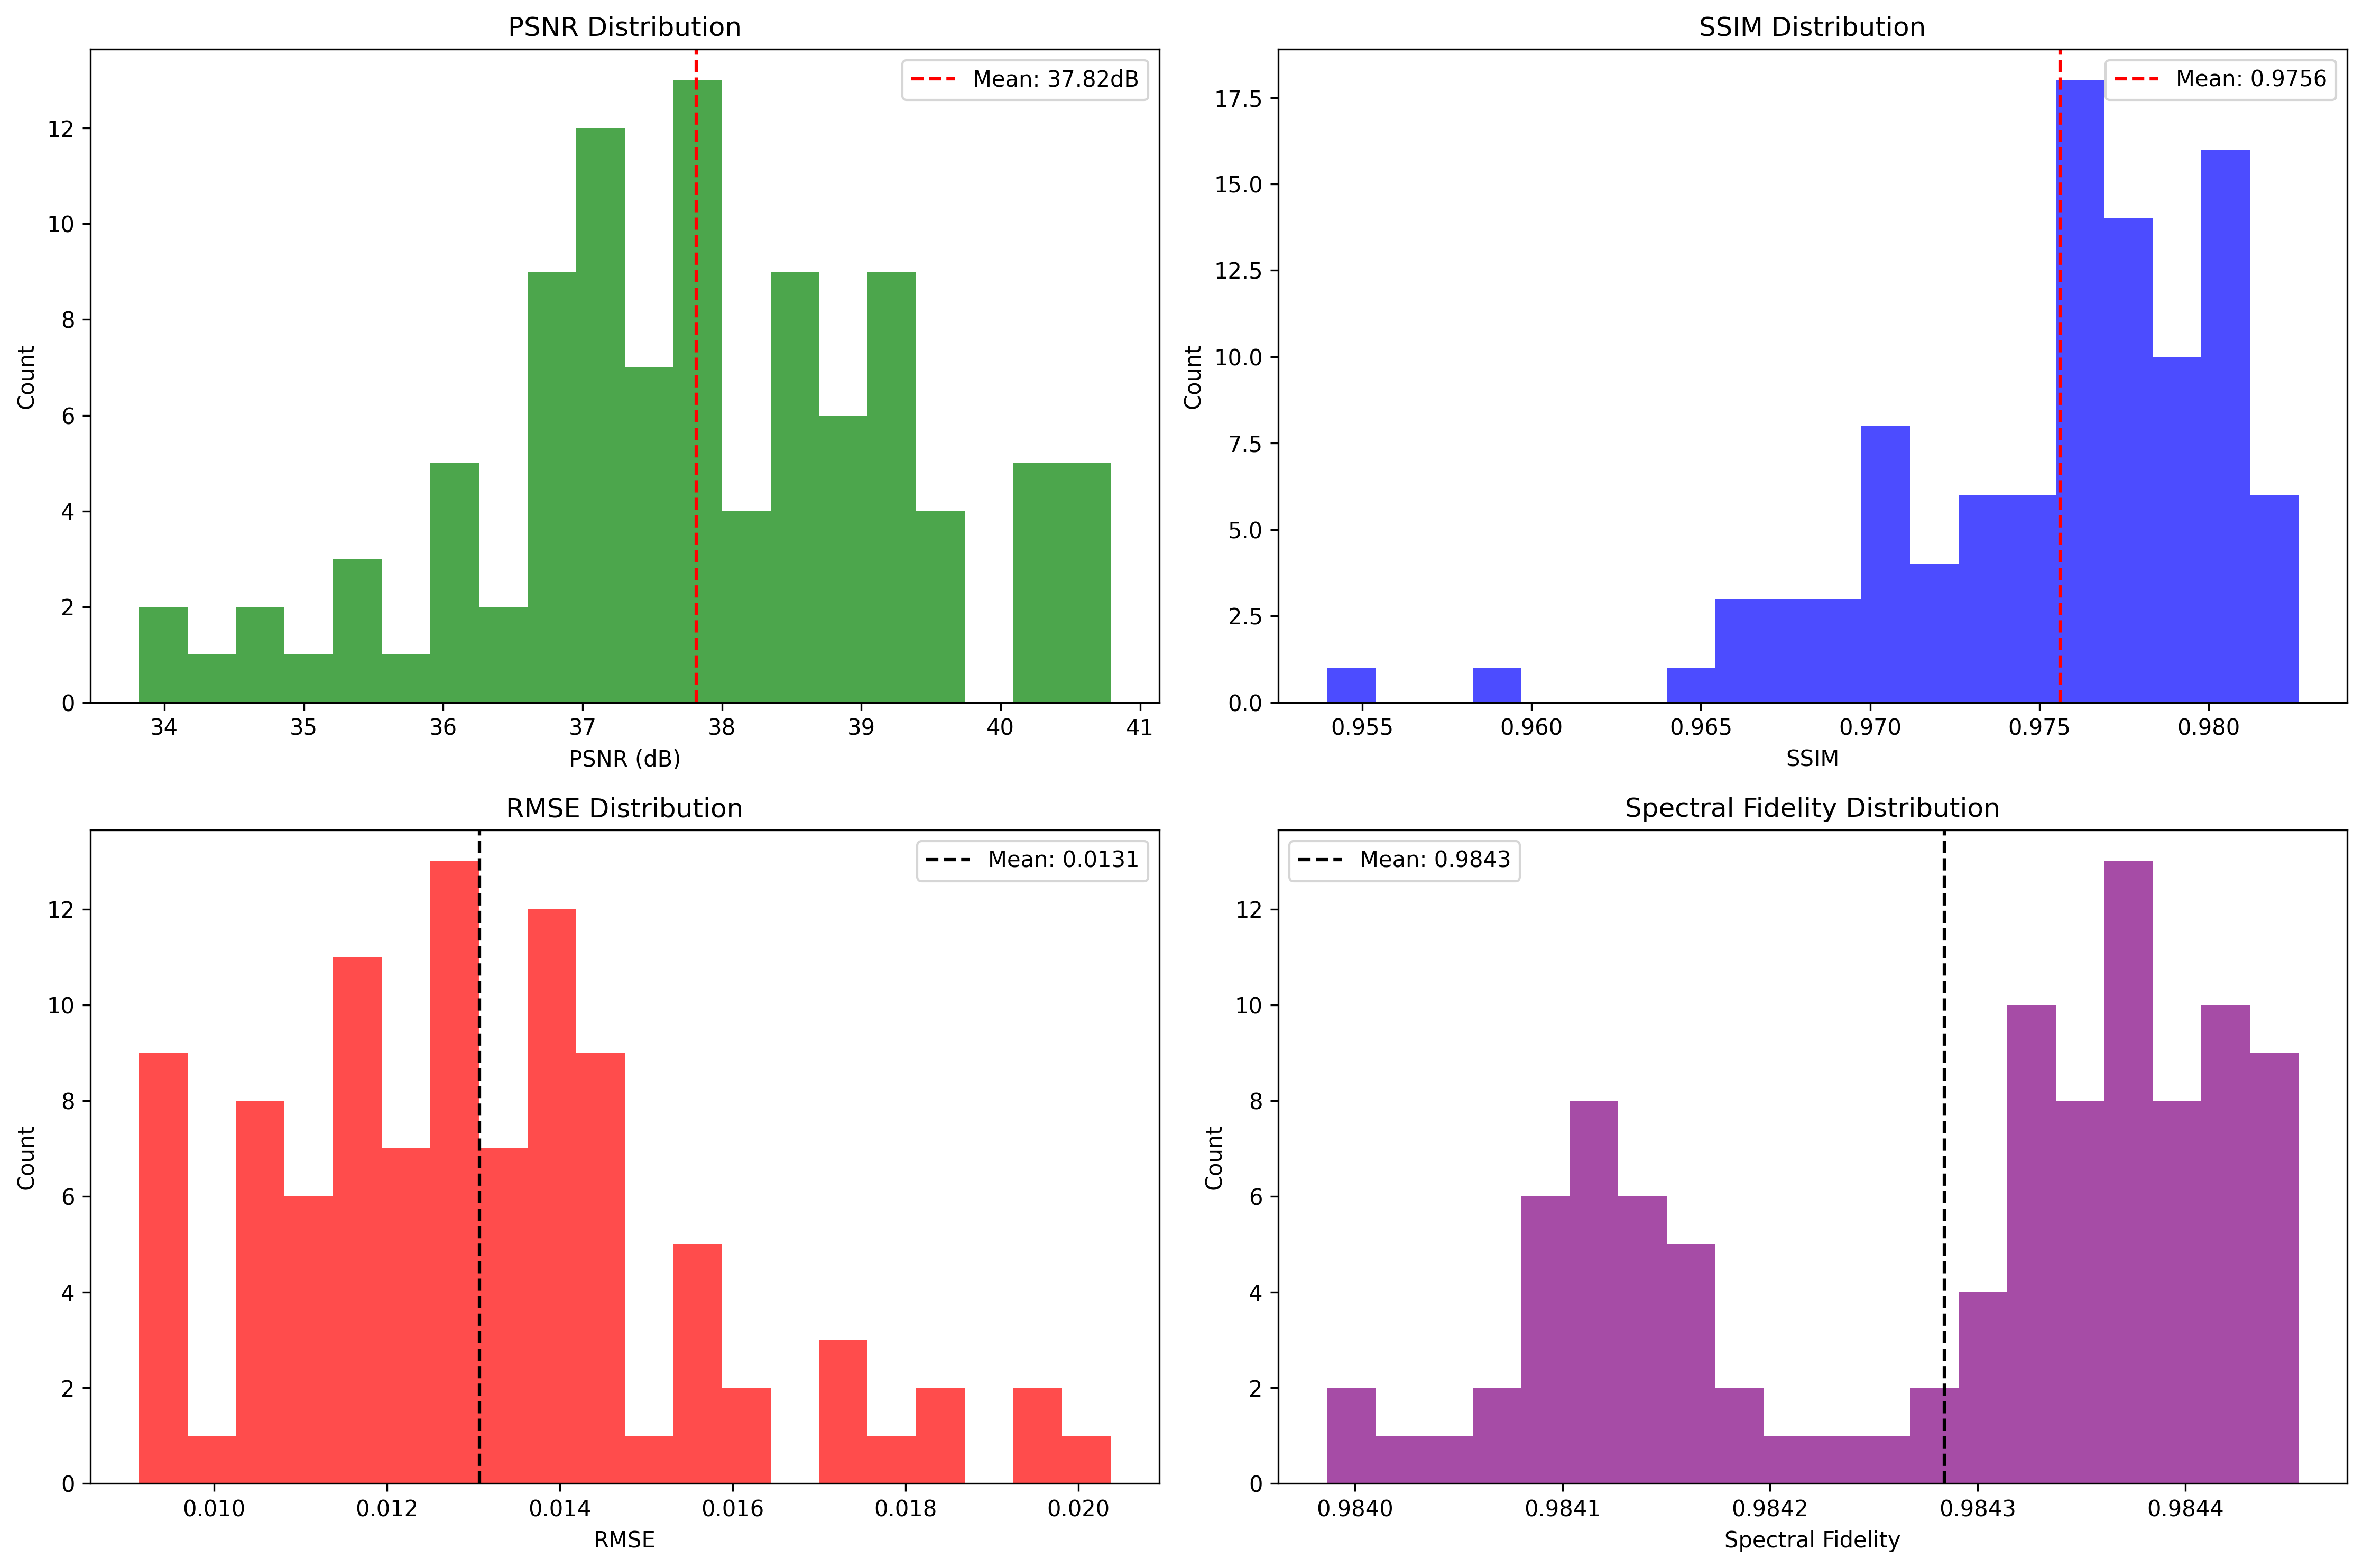 PSNR Distribution
Mean: 37.82dB
Count
0
2
4
6
8
10
12
34 35 36 37 38 39 40 41
PSNR (dB)
SSIM Distribution
Mean: 0.9756
Count
17.5
15.0
12.5
10.0
7.5
5.0
2.5
0.0
0.955 0.960 0.965 0.970 0.975 0.980
SSIM
RMSE Distribution
Mean: 0.0131
Count
12
10
8
6
4
2
0
0.010 0.012 0.014 0.016 0.018 0.020
RMSE
Spectral Fidelity Distribution
Mean: 0.9843
Count
12
10
8
6
4
2
0
0.9840 0.9841 0.9842 0.9843 0.9844
Spectral Fidelity